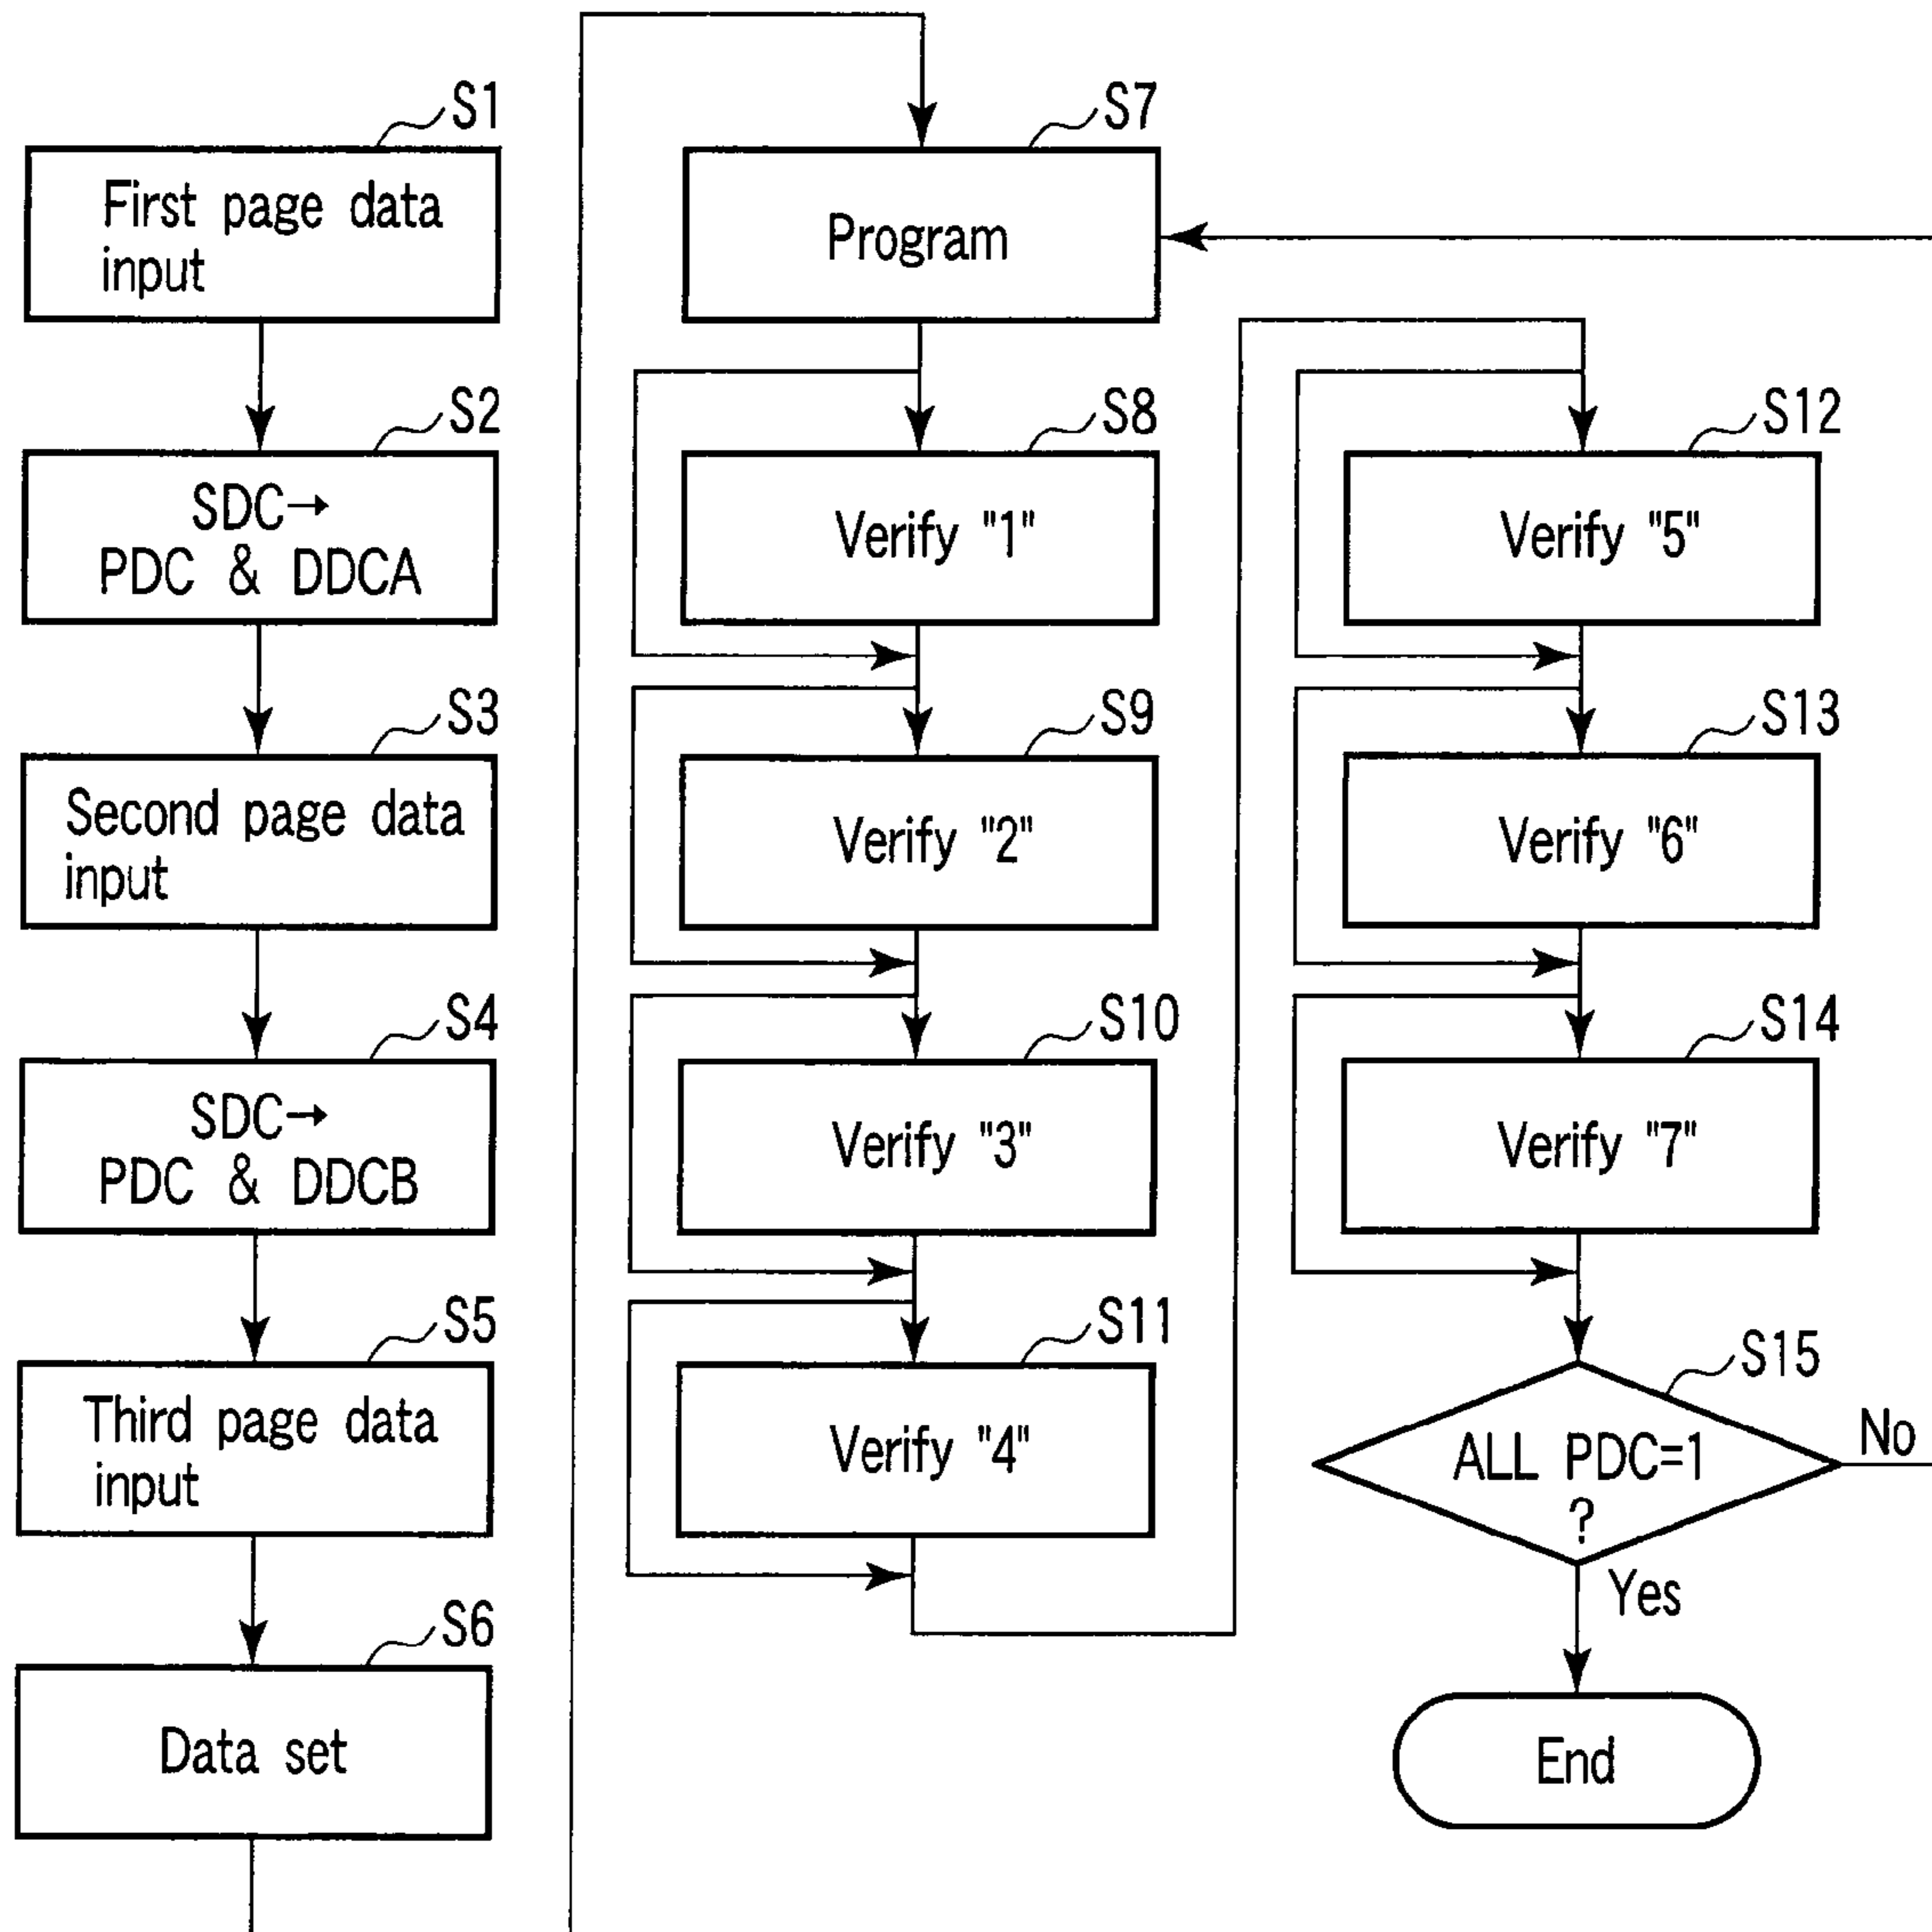 S1
First page data
input
S2
SDC→
PDC & DDCA
S3
Second page data
input
S4
SDC→
PDC & DDCB
S5
Third page data
input
S6
Data set
S7
Program
S8
Verify "1"
S9
Verify "2"
S10
Verify "3"
S11
Verify "4"
S12
Verify "5"
S13
Verify "6"
S14
Verify "7"
S15
ALL PDC=1
?
No
Yes
End